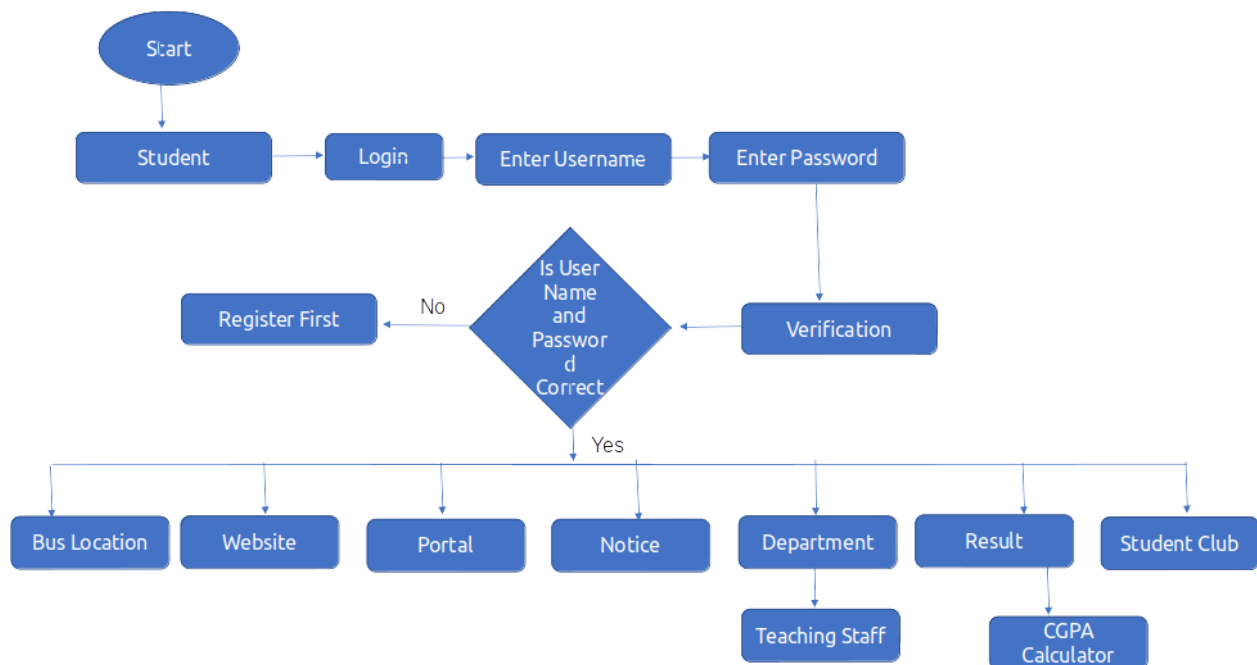 Start
Student
Login
Enter Username
Enter Password
Is User
Name
and
Passwor
d
Correct
No
Register First
Verification
Yes
Bus Location
Website
Portal
Notice
Department
Result
Student Club
Teaching Staff
CGPA
Calculator